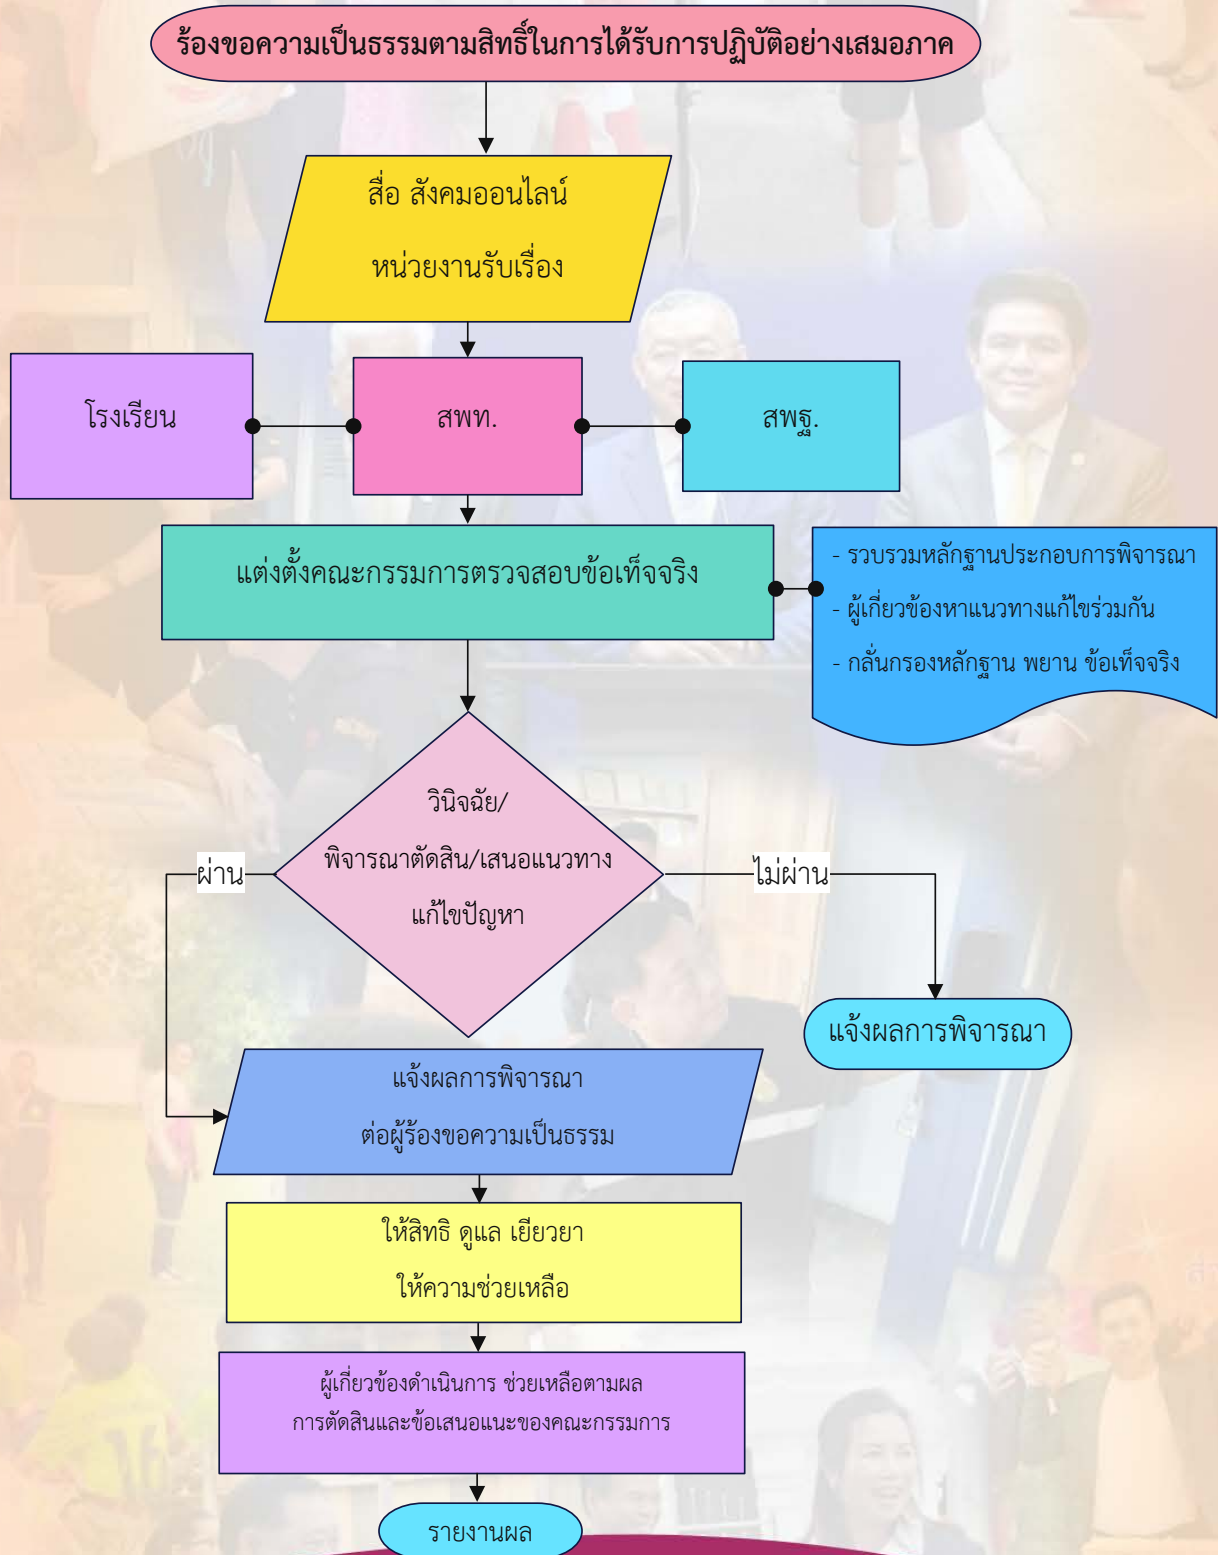 ร้องขอความเป็นธรรมตามสิทธิ์ในการได้รับการปฏิบัติอย่างเสมอภาค
สื่อ สังคมออนไลน์
หน่วยงานรับเรื่อง
โรงเรียน
สพท.
สพฐ.
แต่งตั้งคณะกรรมการตรวจสอบข้อเท็จจริง
- รวบรวมหลักฐานประกอบการพิจารณา
- ผู้เกี่ยวข้องหาแนวทางแก้ไขร่วมกัน
- กลั่นกรองหลักฐาน พยาน ข้อเท็จจริง
วินิจฉัย/
พิจารณาตัดสิน/เสนอแนวทาง
แก้ไขปัญหา
ผ่าน
ไม่ผ่าน
แจ้งผลการพิจารณา
แจ้งผลการพิจารณา
ต่อผู้ร้องขอความเป็นธรรม
ให้สิทธิ ดูแล เยียวยา
ให้ความช่วยเหลือ
ผู้เกี่ยวข้องดำเนินการ ช่วยเหลือตามผล
การตัดสินและข้อเสนอแนะของคณะกรรมการ
รายงานผล